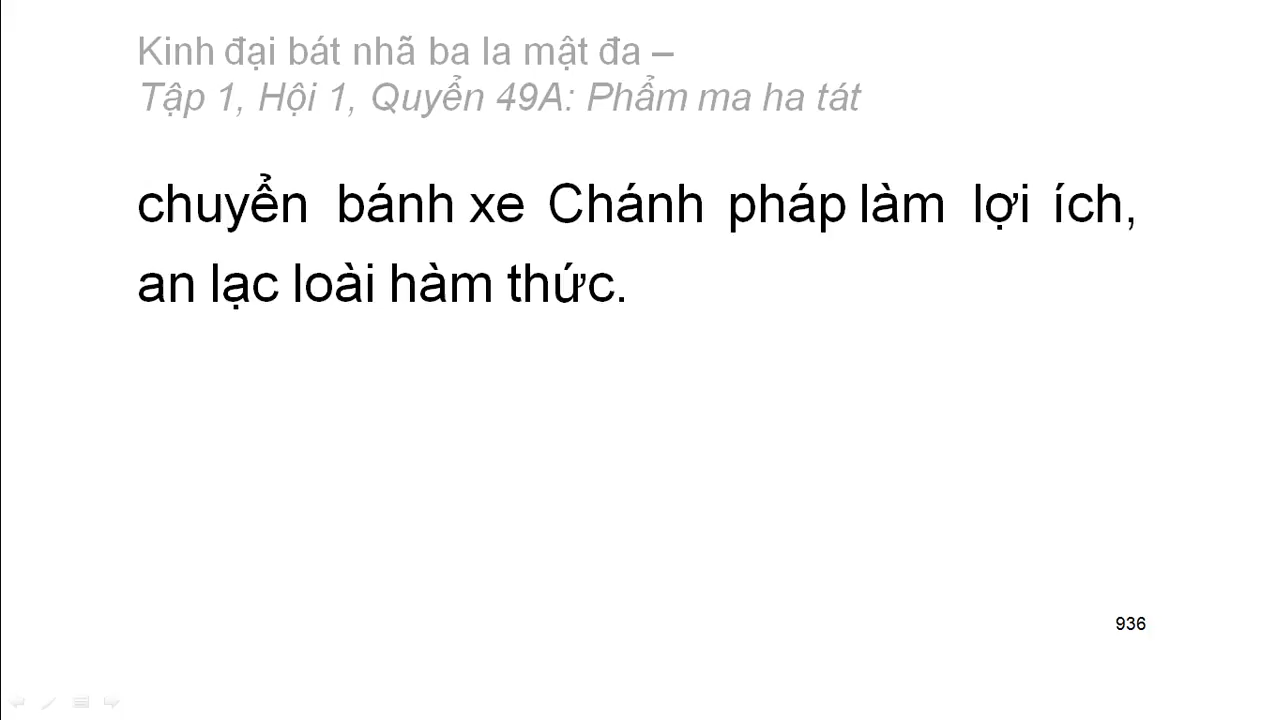 Kinh đại bát nhã ba la mật đa –
Tập 1, Hội 1, Quyển 49A: Phẩm ma ha tát
chuyển bánh xe Chánh pháp làm lợi ích,
an lạc loài hàm thức.
936